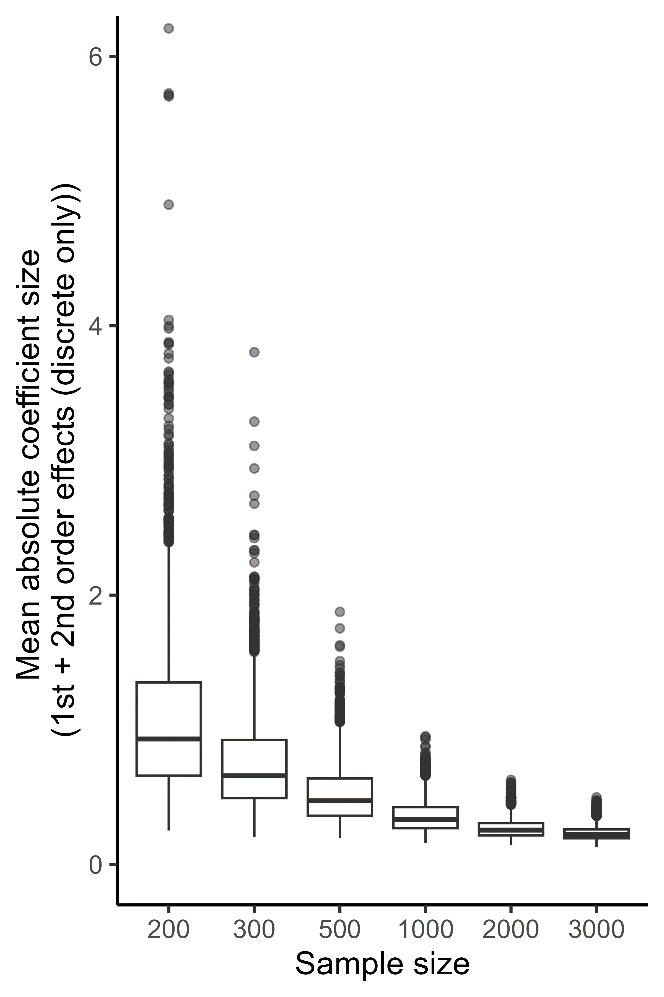 Mean absolute coefficient size
(1st + 2nd order effects (discrete only))
6
4
2
0
200 300 500 1000 2000 3000
Sample size